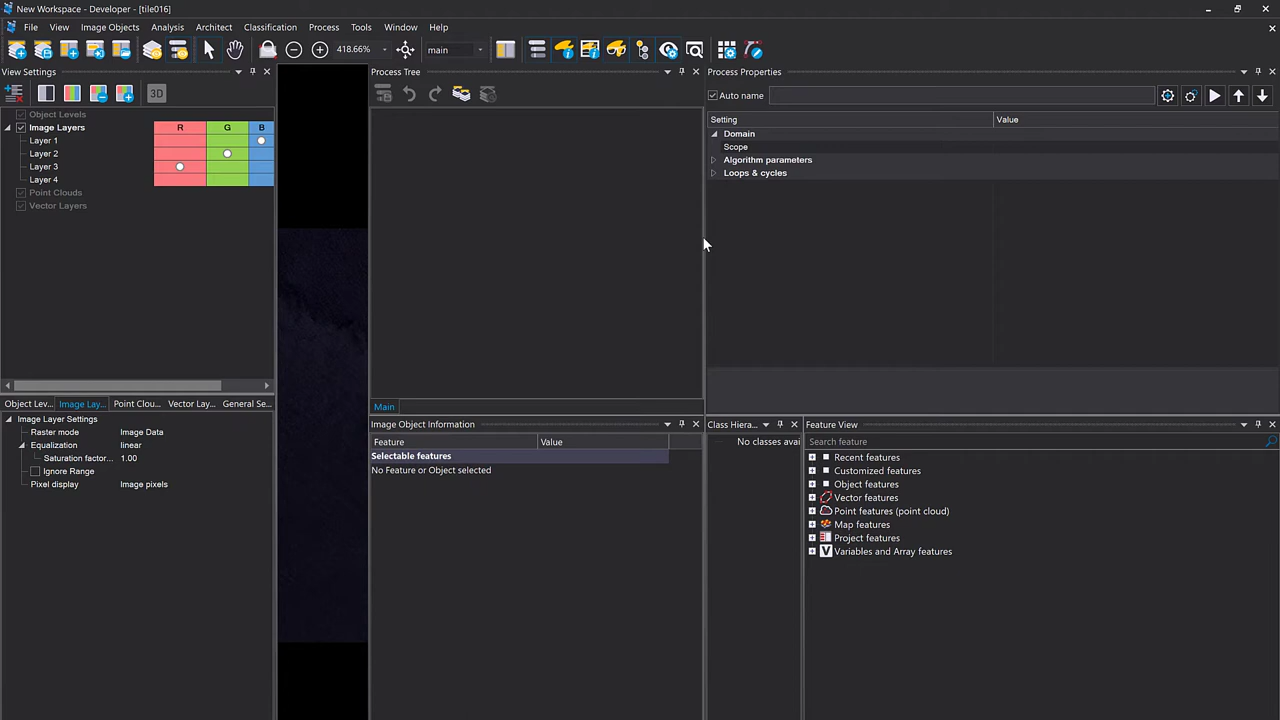 New Workspace - Developer - [tile016]
File View Image Objects Analysis Architect Classification Process Tools Window Help
418.66% main
View Settings
3D
Object Levels
Image Layers R G B
Layer 1
Layer 2
Layer 3
Layer 4
Point Clouds
Vector Layers
Object Lev... Image Lay... Point Clou... Vector Lay... General Se...
Image Layer Settings
Raster mode Image Data
Equalization linear
Saturation factor... 1.00
Ignore Range
Pixel display Image pixels
Process Tree
Main
Image Object Information
Feature Value
Selectable features
No Feature or Object selected
Process Properties
Auto name
Setting Value
Domain
Scope
Algorithm parameters
Loops & cycles
Class Hiera...
No classes avai
Feature View
Search feature
Recent features
Customized features
Object features
Vector features
Point features (point cloud)
Map features
Project features
V Variables and Array features